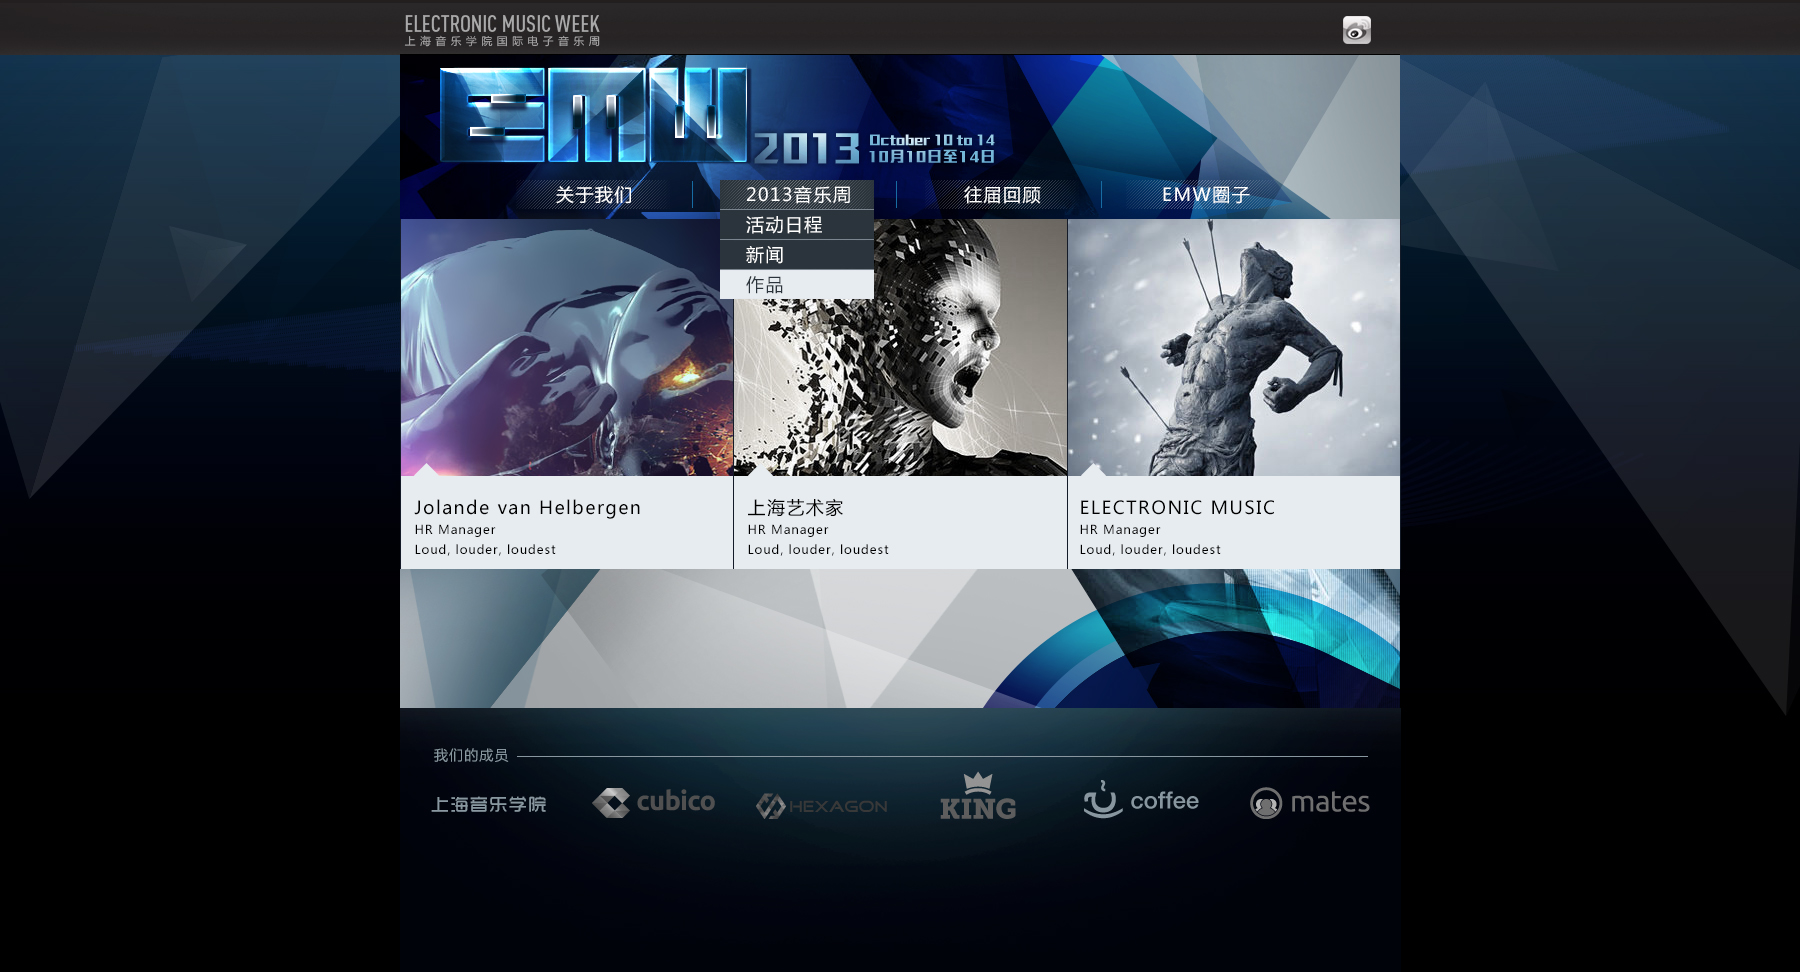 ELECTRONIC MUSIC WEEK
上海音乐学院国际电子音乐周
EMW
2013
October 10 to 14
10月10日至14日
关于我们
2013音乐周
往届回顾
EMW圈子
活动日程
新闻
作品
Jolande van Helbergen
HR Manager
Loud, louder, loudest
上海艺术家
HR Manager
Loud, louder, loudest
ELECTRONIC MUSIC
HR Manager
Loud, louder, loudest
我们的成员
上海音乐学院
cubico
HEXAGON
KING
coffee
mates